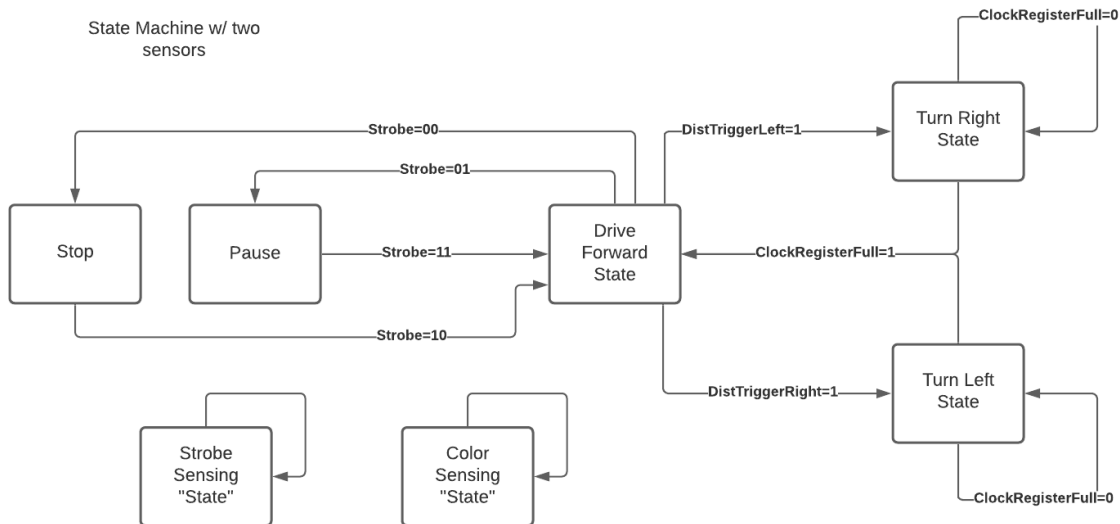 State Machine w/ two
sensors
ClockRegisterFull=0
Turn Right
State
Strobe=00
DistTriggerLeft=1
Strobe=01
Stop
Pause
Strobe=11
Drive
Forward
State
ClockRegisterFull=1
Strobe=10
Turn Left
State
DistTriggerRight=1
Strobe
Sensing
"State"
Color
Sensing
"State"
ClockRegisterFull=0